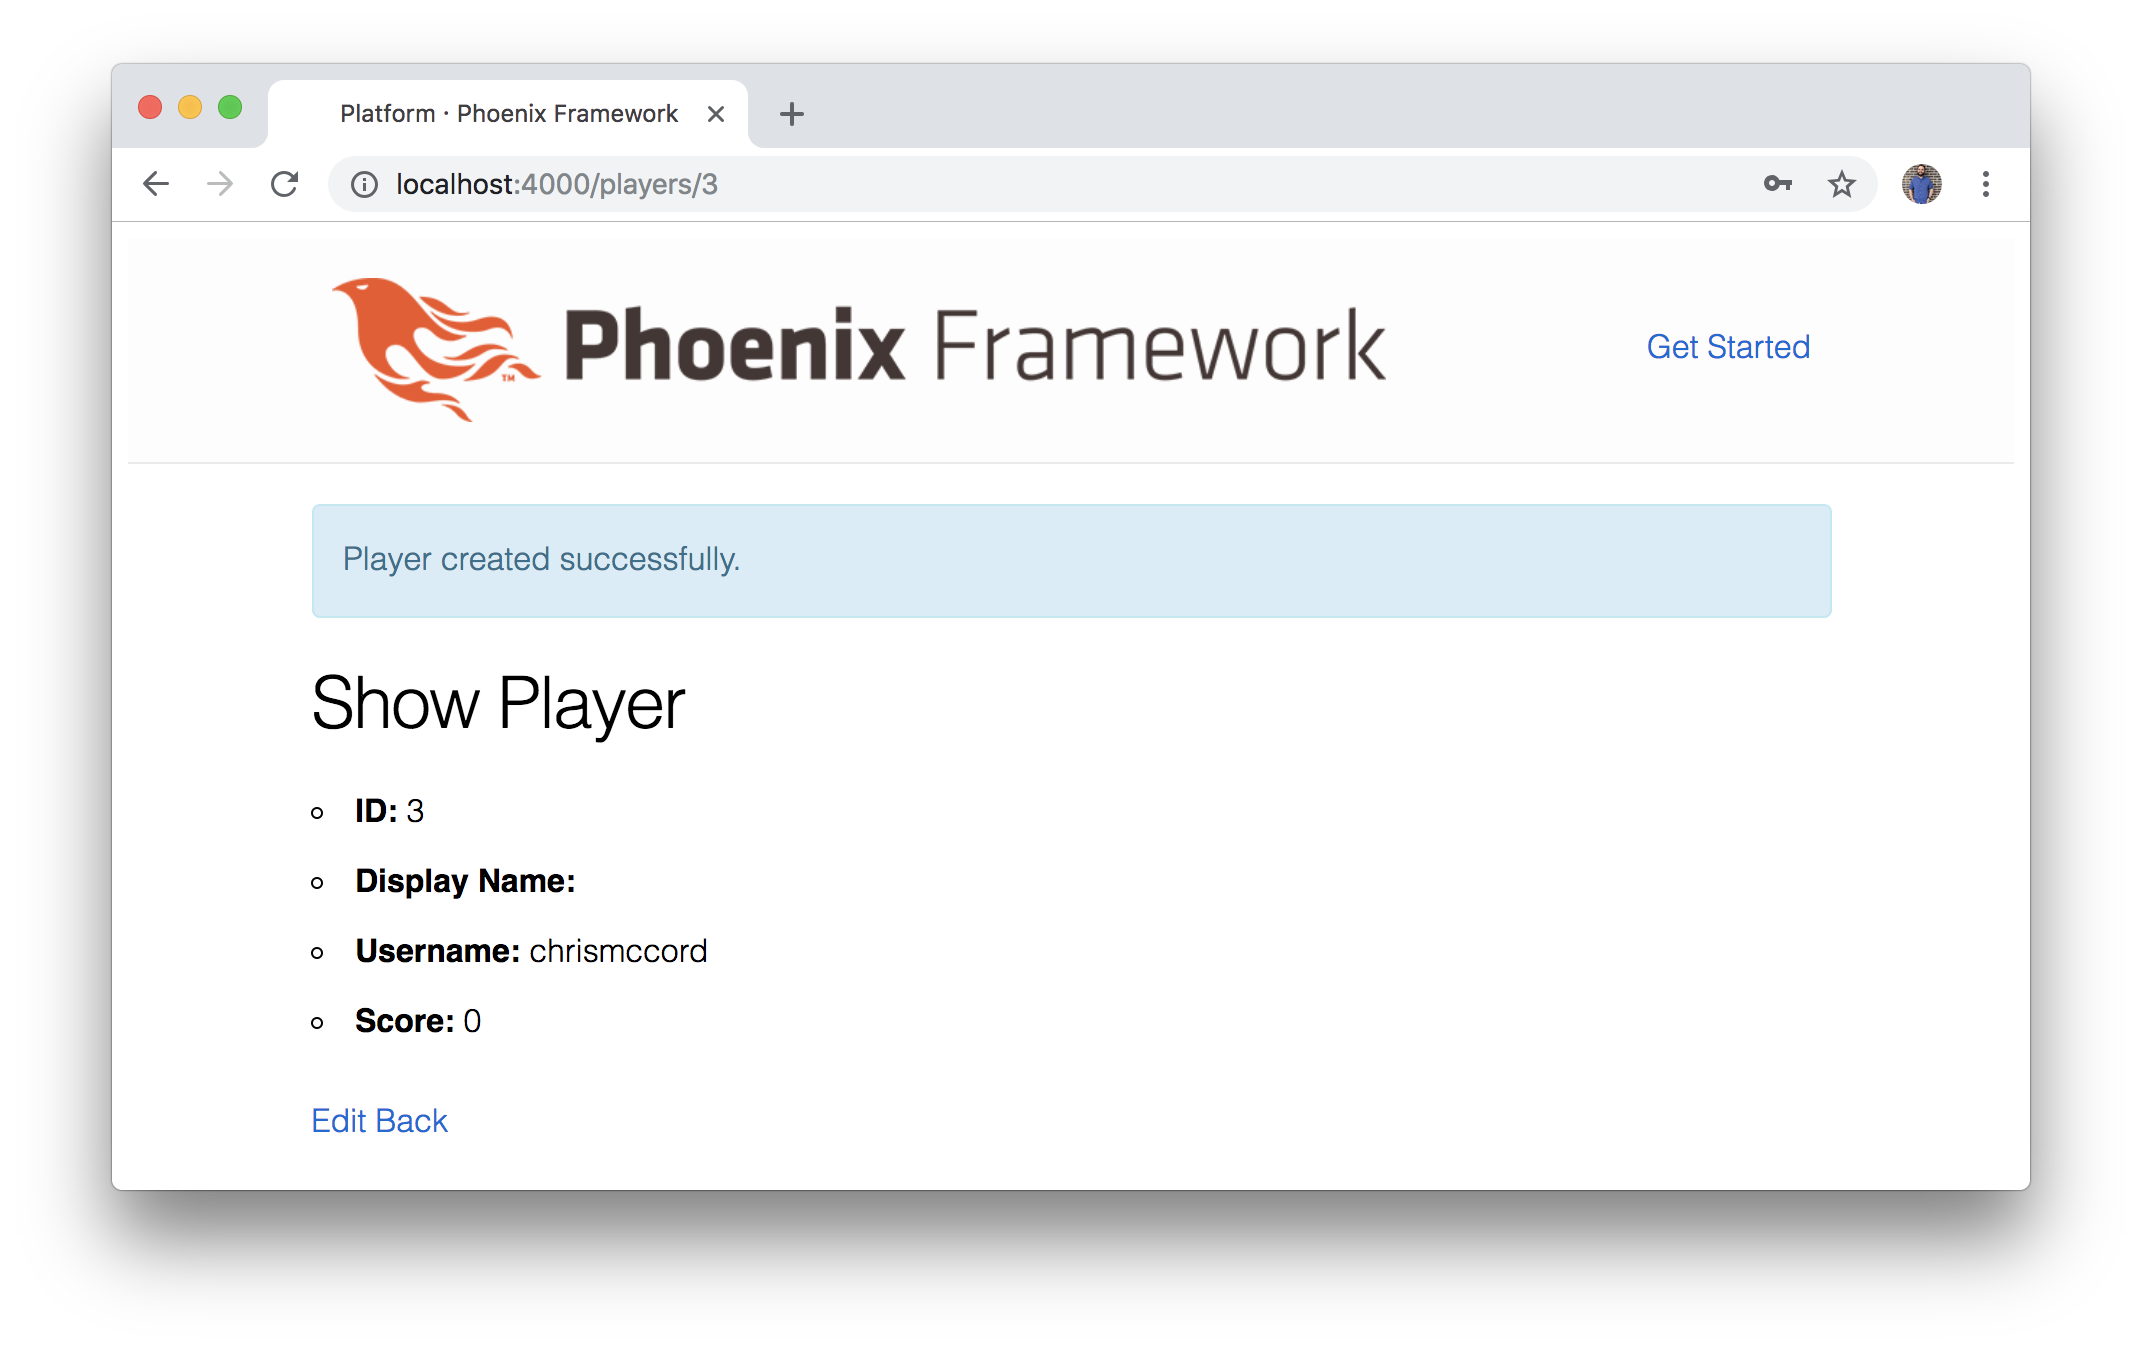 Platform · Phoenix Framework
localhost:4000/players/3
Phoenix Framework
TM
Get Started
Player created successfully.
Show Player
ID: 3
Display Name:
Username: chrismccord
Score: 0
Edit Back